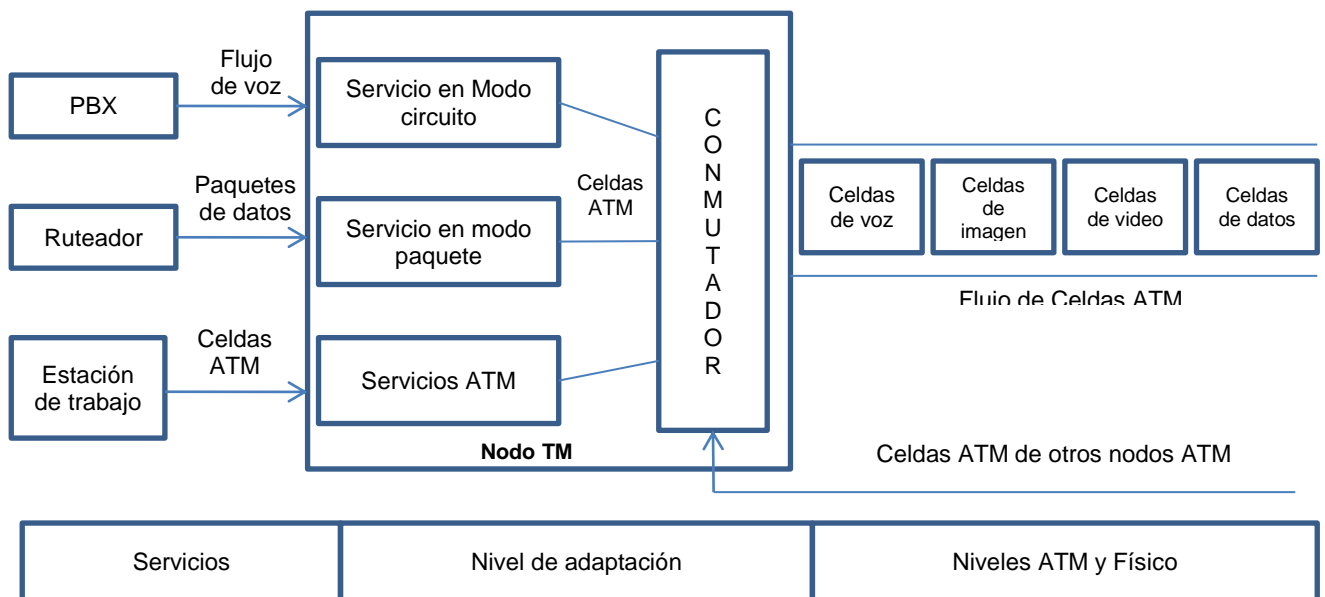 PBX
Flujo
de voz
Servicio en Modo
circuito
Ruteador
Paquetes
de datos
Servicio en modo
paquete
Estación
de trabajo
Celdas
ATM
Servicios ATM
Celdas
ATM
C
O
N
M
U
T
A
D
O
R
Nodo TM
Celdas
de voz
Celdas
de
imagen
Celdas
de video
Celdas
de datos
Flujo de Celdas ATM
Celdas ATM de otros nodos ATM
Servicios
Nivel de adaptación
Niveles ATM y Físico